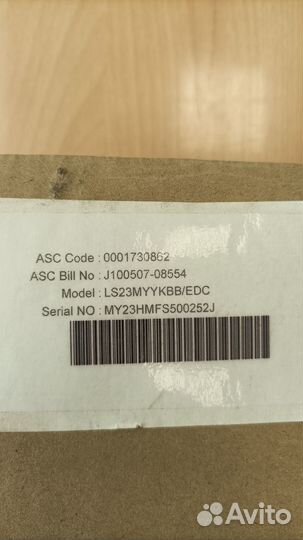 ASC Code : 0001730862
ASC Bill No : J100507-08554
Model : LS23MYYKBB/EDC
Serial NO : MY23HMFS500252J
Avito